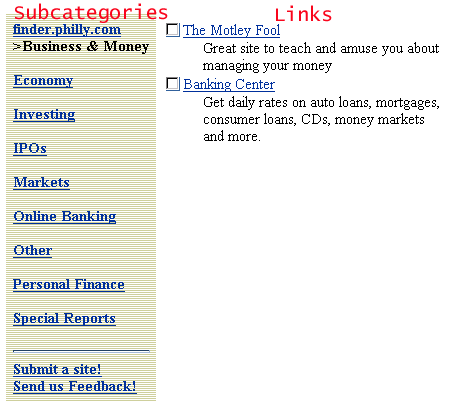 Subcategories
Links
finder.philly.com
>Business & Money
Economy
Investing
IPOs
Markets
Online Banking
Other
Personal Finance
Special Reports
Submit a site!
Send us Feedback!
The Motley Fool
Great site to teach and amuse you about
managing your money
Banking Center
Get daily rates on auto loans, mortgages,
consumer loans, CDs, money markets
and more.